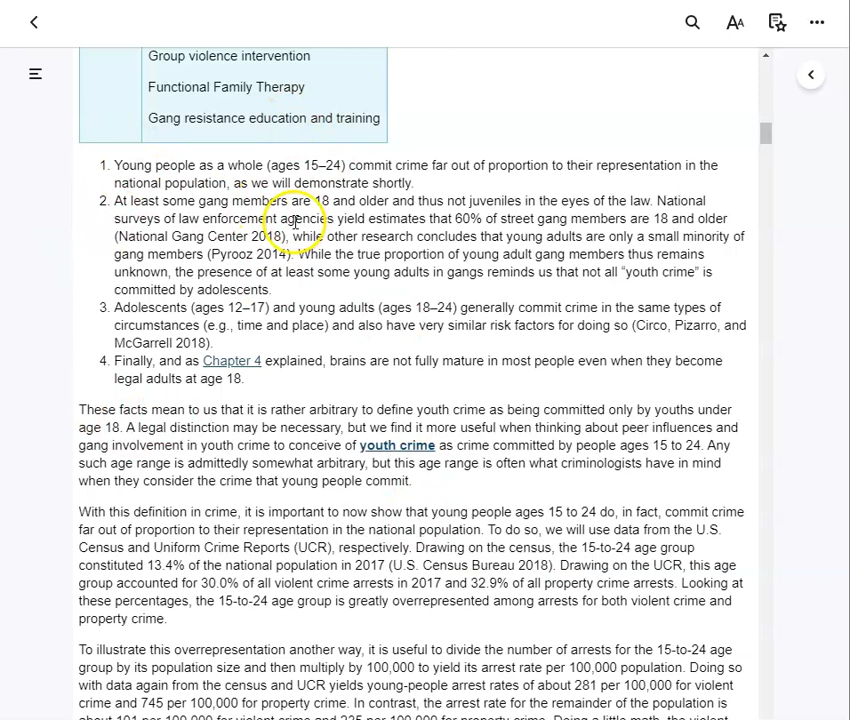 Group violence intervention
Functional Family Therapy
Gang resistance education and training
1. Young people as a whole (ages 15–24) commit crime far out of proportion to their representation in the
national population, as we will demonstrate shortly.
2. At least some gang members are 18 and older and thus not juveniles in the eyes of the law. National
surveys of law enforcement agencies yield estimates that 60% of street gang members are 18 and older
(National Gang Center 2018), while other research concludes that young adults are only a small minority of
gang members (Pyrooz 2014). While the true proportion of young adult gang members thus remains
unknown, the presence of at least some young adults in gangs reminds us that not all “youth crime” is
committed by adolescents.
3. Adolescents (ages 12–17) and young adults (ages 18–24) generally commit crime in the same types of
circumstances (e.g., time and place) and also have very similar risk factors for doing so (Circo, Pizarro, and
McGarrell 2018).
4. Finally, and as Chapter 4 explained, brains are not fully mature in most people even when they become
legal adults at age 18.
These facts mean to us that it is rather arbitrary to define youth crime as being committed only by youths under
age 18. A legal distinction may be necessary, but we find it more useful when thinking about peer influences and
gang involvement in youth crime to conceive of youth crime as crime committed by people ages 15 to 24. Any
such age range is admittedly somewhat arbitrary, but this age range is often what criminologists have in mind
when they consider the crime that young people commit.
With this definition in crime, it is important to now show that young people ages 15 to 24 do, in fact, commit crime
far out of proportion to their representation in the national population. To do so, we will use data from the U.S.
Census and Uniform Crime Reports (UCR), respectively. Drawing on the census, the 15-to-24 age group
constituted 13.4% of the national population in 2017 (U.S. Census Bureau 2018). Drawing on the UCR, this age
group accounted for 30.0% of all violent crime arrests in 2017 and 32.9% of all property crime arrests. Looking at
these percentages, the 15-to-24 age group is greatly overrepresented among arrests for both violent crime and
property crime.
To illustrate this overrepresentation another way, it is useful to divide the number of arrests for the 15-to-24 age
group by its population size and then multiply by 100,000 to yield its arrest rate per 100,000 population. Doing so
with data again from the census and UCR yields young-people arrest rates of about 281 per 100,000 for violent
crime and 745 per 100,000 for property crime. In contrast, the arrest rate for the remainder of the population is